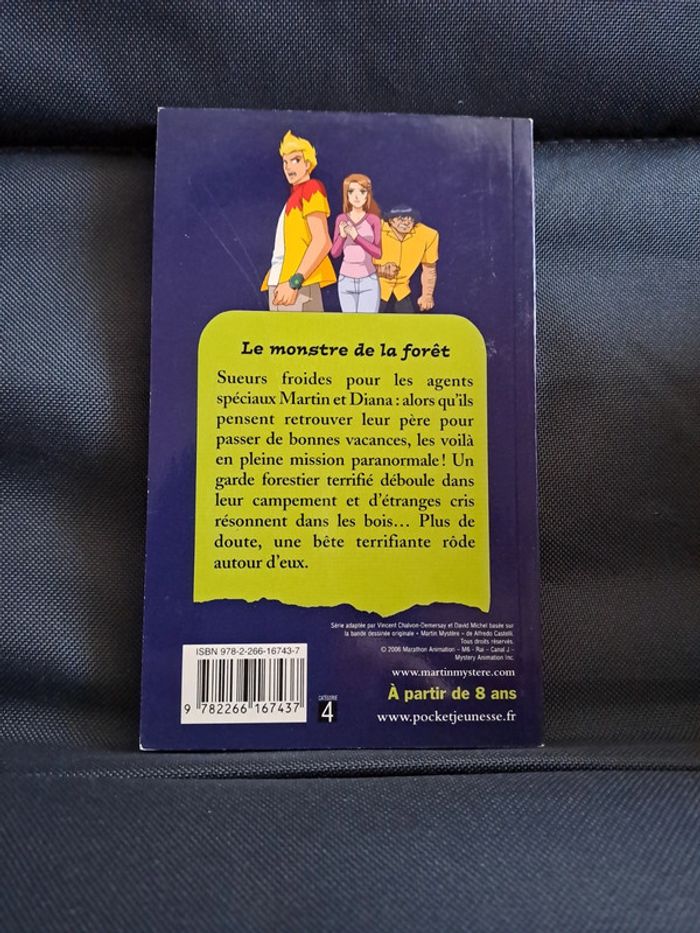 Le monstre de la forêt
Sueurs froides pour les agents
spéciaux Martin et Diana : alors qu'ils
pensent retrouver leur père pour
passer de bonnes vacances, les voilà
en pleine mission paranormale ! Un
garde forestier terrifié déboule dans
leur campement et d'étranges cris
résonnent dans les bois... Plus de
doute, une bête terrifiante rôde
autour d'eux.
Série adaptée par Vincent Chalvon-Demersay et David Michel basée sur
la bande dessinée originale « Martin Mystère » de Alfredo Castelli.
Tous droits réservés.
© 2006 Marathon Animation – M6 - Rai – Canal J –
Mystery Animation Inc.
ISBN 978-2-266-16743-7
9 782266 167437
CATÉGORIE
4
www.martinmystere.com
À partir de 8 ans
www.pocketjeunesse.fr